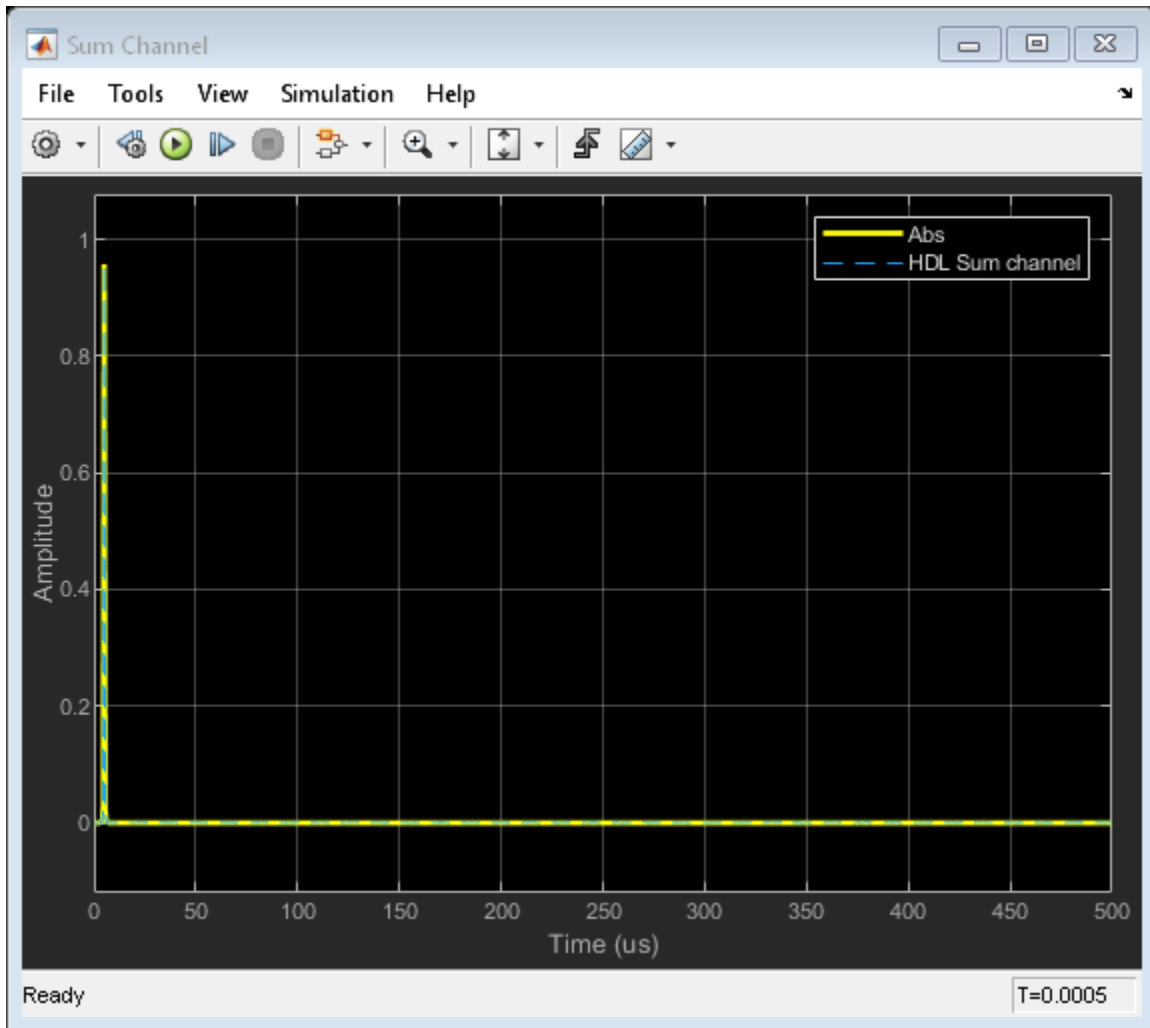 Sum Channel
File Tools View Simulation Help
Abs
HDL Sum channel
1
0.8
0.6
0.4
0.2
0
Amplitude
0 50 100 150 200 250 300 350 400 450 500
Time (us)
Ready T=0.0005